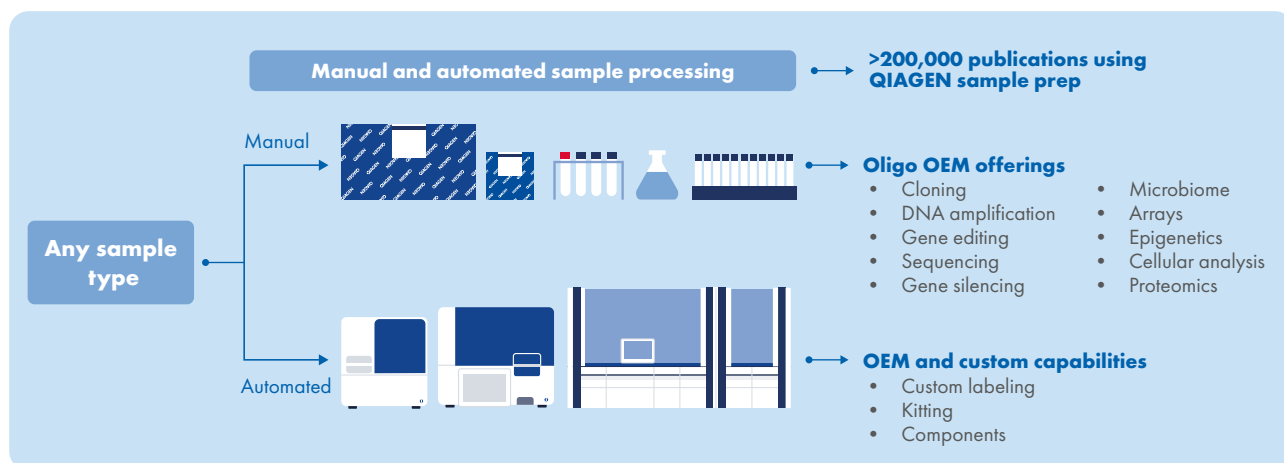 Manual and automated sample processing
>200,000 publications using
QIAGEN sample prep
Manual
Any sample
type
Automated
Oligo OEM offerings
• Cloning
• DNA amplification
• Gene editing
• Sequencing
• Gene silencing
• Microbiome
• Arrays
• Epigenetics
• Cellular analysis
• Proteomics
OEM and custom capabilities
• Custom labeling
• Kitting
• Components